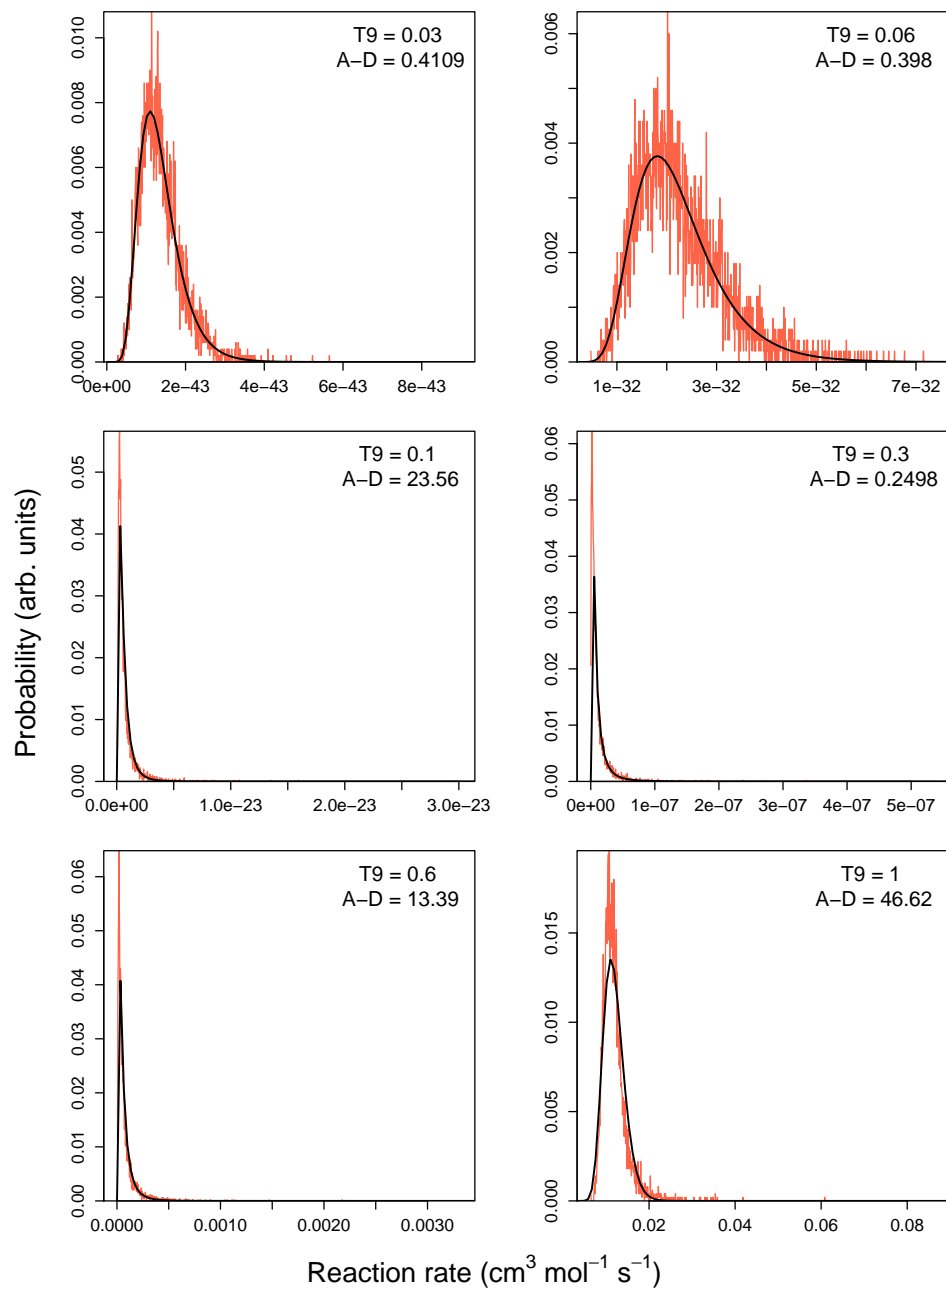 T9 = 0.03
A−D = 0.4109
0.000
0.002
0.004
0.006
0.008
0.010
0e+00
2e−43
4e−43
6e−43
8e−43
T9 = 0.06
A−D = 0.398
0.000
0.002
0.004
0.006
1e−32
3e−32
5e−32
7e−32
Probability (arb. units)
T9 = 0.1
A−D = 23.56
0.00
0.01
0.02
0.03
0.04
0.05
0.0e+00
1.0e−23
2.0e−23
3.0e−23
T9 = 0.3
A−D = 0.2498
0.00
0.01
0.02
0.03
0.04
0.05
0.06
0e+00
1e−07
2e−07
3e−07
4e−07
5e−07
T9 = 0.6
A−D = 13.39
0.00
0.01
0.02
0.03
0.04
0.05
0.06
0.0000
0.0010
0.0020
0.0030
T9 = 1
A−D = 46.62
0.000
0.005
0.010
0.015
0.02
0.04
0.06
0.08
Reaction rate (cm³ mol⁻¹ s⁻¹)